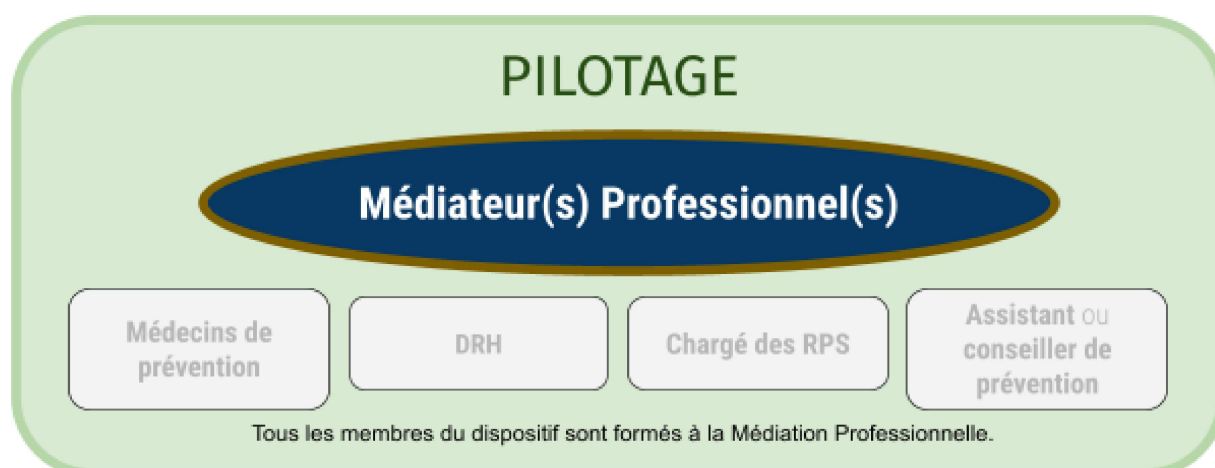 PILOTAGE
Médiateur(s) Professionnel(s)
Médecins de
prévention
DRH
Chargé des RPS
Assistant ou
conseiller de
prévention
Tous les membres du dispositif sont formés à la Médiation Professionnelle.